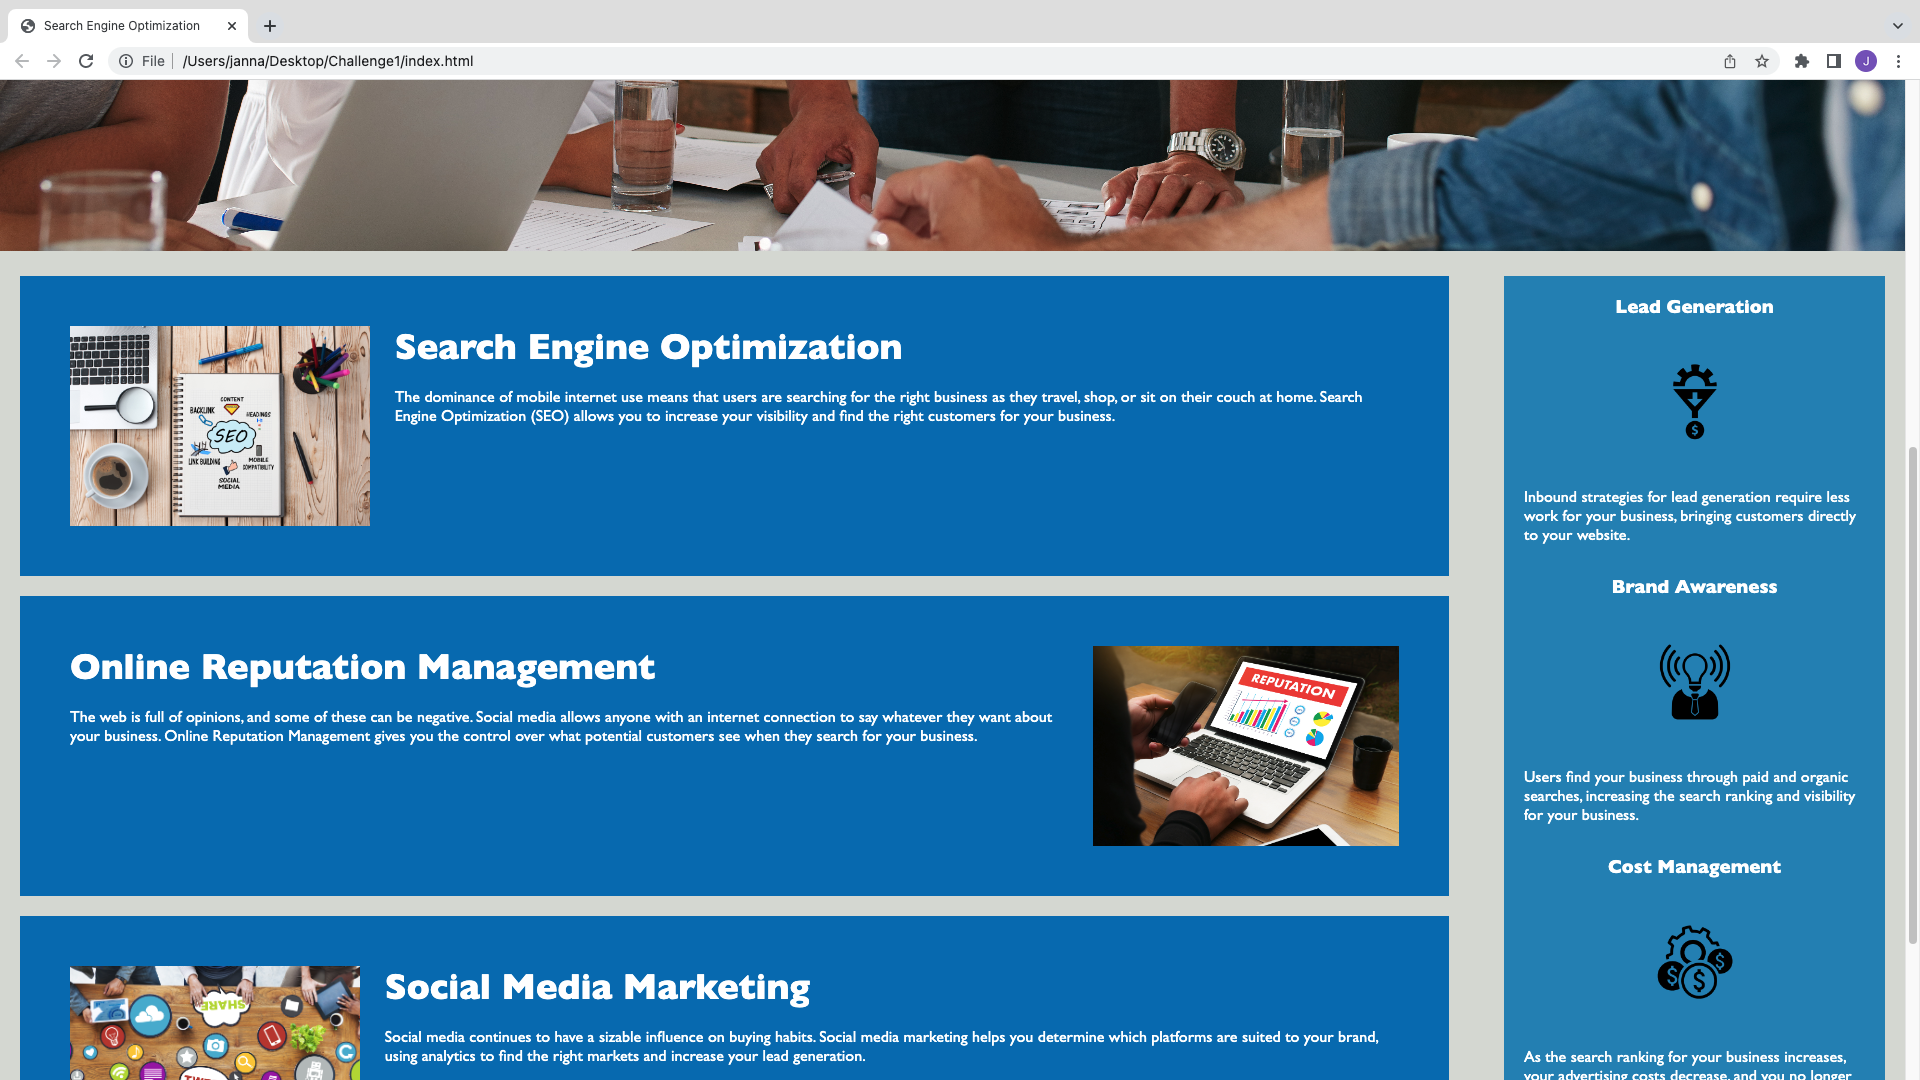 Search Engine Optimization
File
/Users/janna/Desktop/Challenge1/index.html
J
Search Engine Optimization
The dominance of mobile internet use means that users are searching for the right business as they travel, shop, or sit on their couch at home. Search
Engine Optimization (SEO) allows you to increase your visibility and find the right customers for your business.
CONTENT
BACKLINK
HEADINGS
SEO
LINK BUILDING
MOBILE
COMPATIBILITY
SOCIAL
MEDIA
Online Reputation Management
The web is full of opinions, and some of these can be negative. Social media allows anyone with an internet connection to say whatever they want about
your business. Online Reputation Management gives you the control over what potential customers see when they search for your business.
REPUTATION
Social Media Marketing
Social media continues to have a sizable influence on buying habits. Social media marketing helps you determine which platforms are suited to your brand,
using analytics to find the right markets and increase your lead generation.
SHARE
Lead Generation
$
Inbound strategies for lead generation require less
work for your business, bringing customers directly
to your website.
Brand Awareness
Users find your business through paid and organic
searches, increasing the search ranking and visibility
for your business.
Cost Management
$ $ $
As the search ranking for your business increases,
your advertising costs decrease, and you no longer